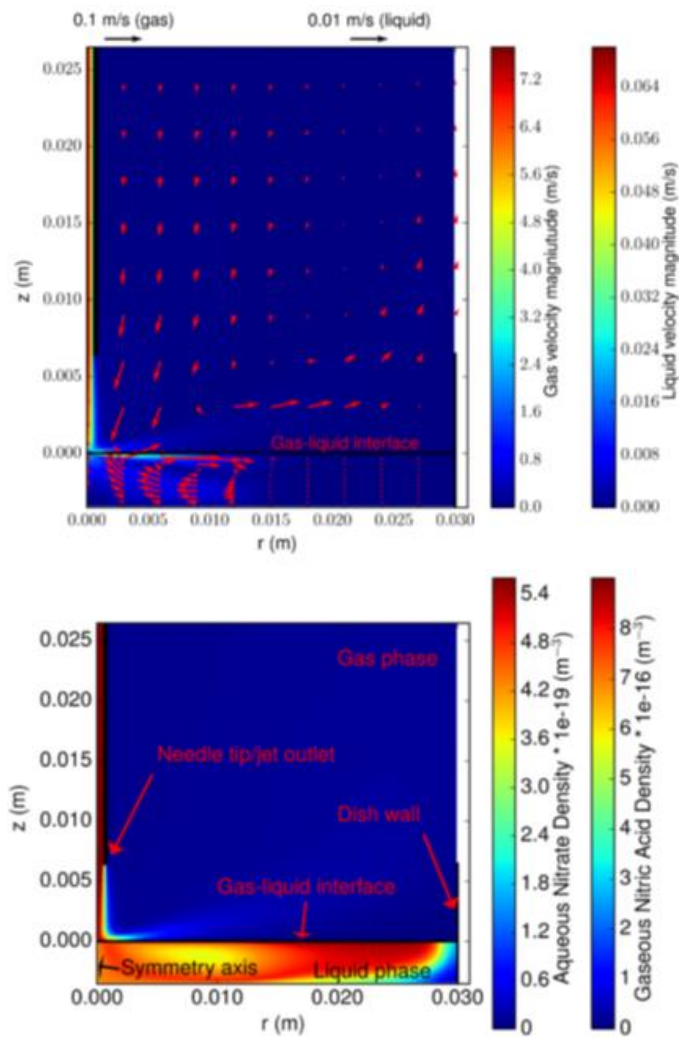 0.1 m/s (gas)
0.01 m/s (liquid)
0.025
0.020
0.015
0.010
0.005
0.000
z (m)
Gas-liquid interface
0.000 0.005 0.010 0.015 0.020 0.025 0.030
r (m)
7.2
6.4
5.6
4.8
4.0
3.2
2.4
1.6
0.8
0.0
Gas velocity magniutude (m/s)
0.064
0.056
0.048
0.040
0.032
0.024
0.016
0.008
0.000
Liquid velocity magnitude (m/s)
0.025
0.020
0.015
0.010
0.005
0.000
z (m)
Gas phase
Needle tip/jet outlet
Dish wall
Gas-liquid interface
Symmetry axis
Liquid phase
0.000 0.010 0.020 0.030
r (m)
5.4
4.8
4.2
3.6
3.0
2.4
1.8
1.2
0.6
0
Aqueous Nitrate Density * 1e-19 (m⁻³)
8
7
6
5
4
3
2
1
0
Gaseous Nitric Acid Density * 1e-16 (m⁻³)